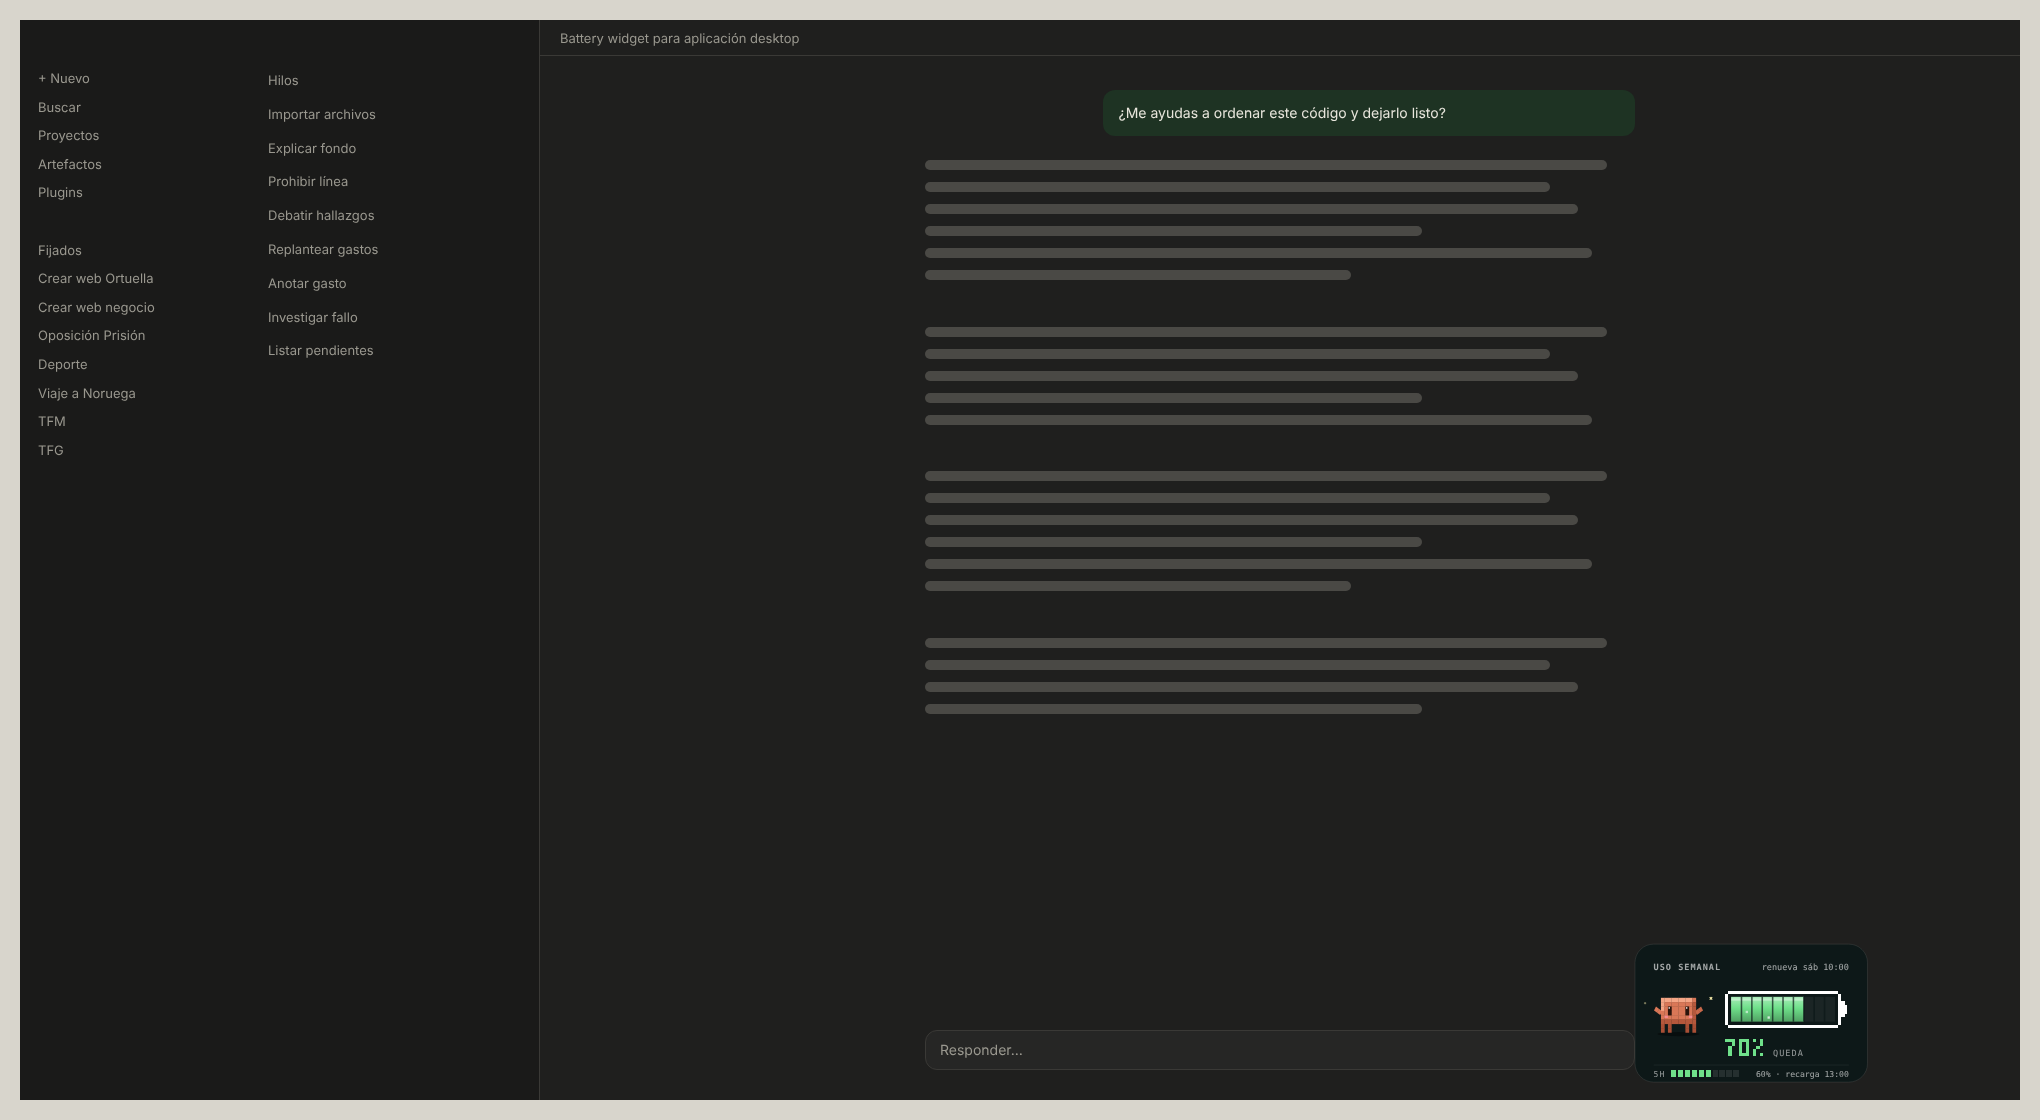 Battery widget para aplicación desktop
+ Nuevo
Buscar
Proyectos
Artefactos
Plugins
Fijados
Crear web Ortuella
Crear web negocio
Oposición Prisión
Deporte
Viaje a Noruega
TFM
TFG
Hilos
Importar archivos
Explicar fondo
Prohibir línea
Debatir hallazgos
Replantear gastos
Anotar gasto
Investigar fallo
Listar pendientes
¿Me ayudas a ordenar este código y dejarlo listo?
Responder...
USO SEMANAL renueva sáb 10:00
70% QUEDA
5H 60% · recarga 13:00